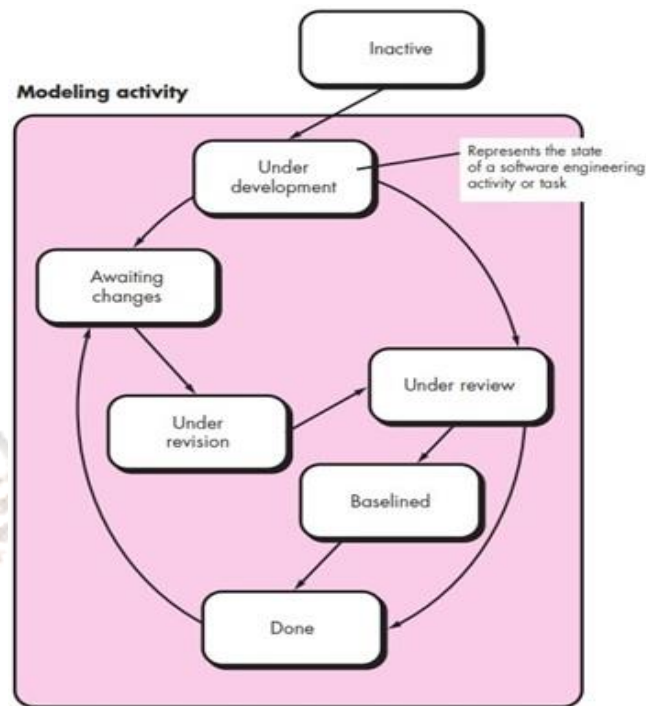 Inactive
Modeling activity
Under
development
Represents the state
of a software engineering
activity or task
Awaiting
changes
Under review
Under
revision
Baselined
Done